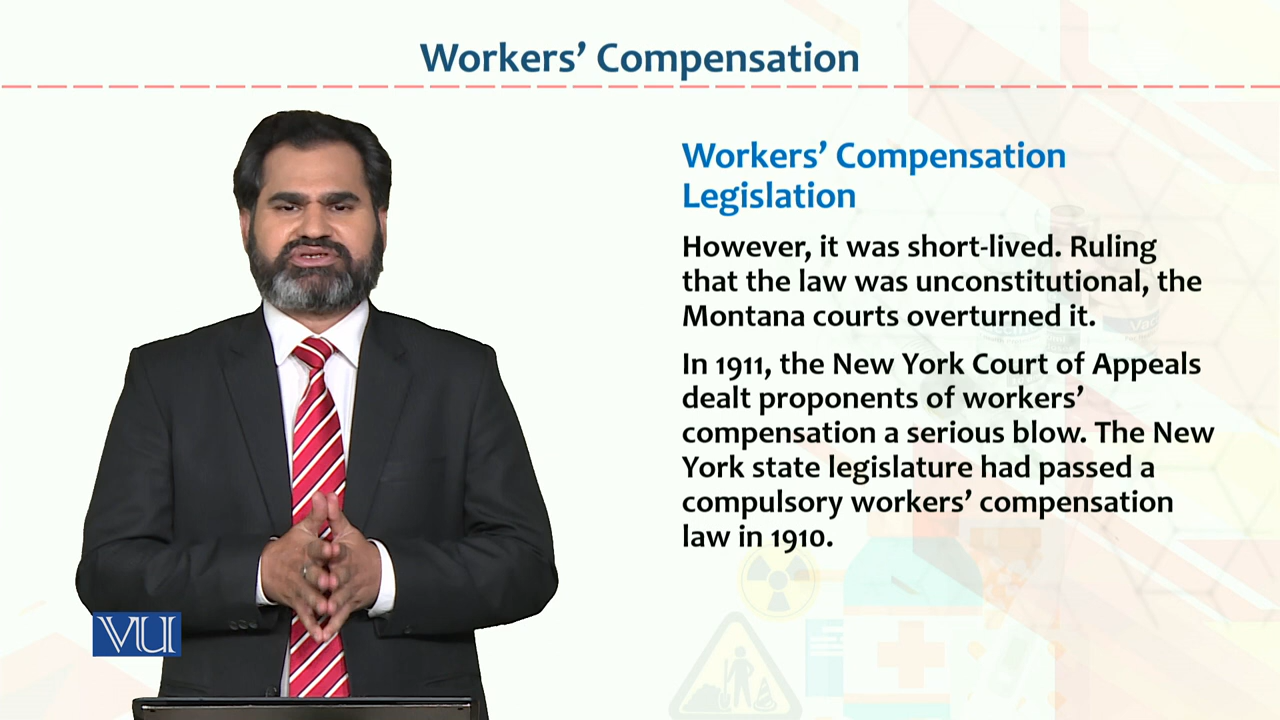 Workers’ Compensation
Workers’ Compensation
Legislation
However, it was short-lived. Ruling
that the law was unconstitutional, the
Montana courts overturned it.
In 1911, the New York Court of Appeals
dealt proponents of workers’
compensation a serious blow. The New
York state legislature had passed a
compulsory workers’ compensation
law in 1910.
VU